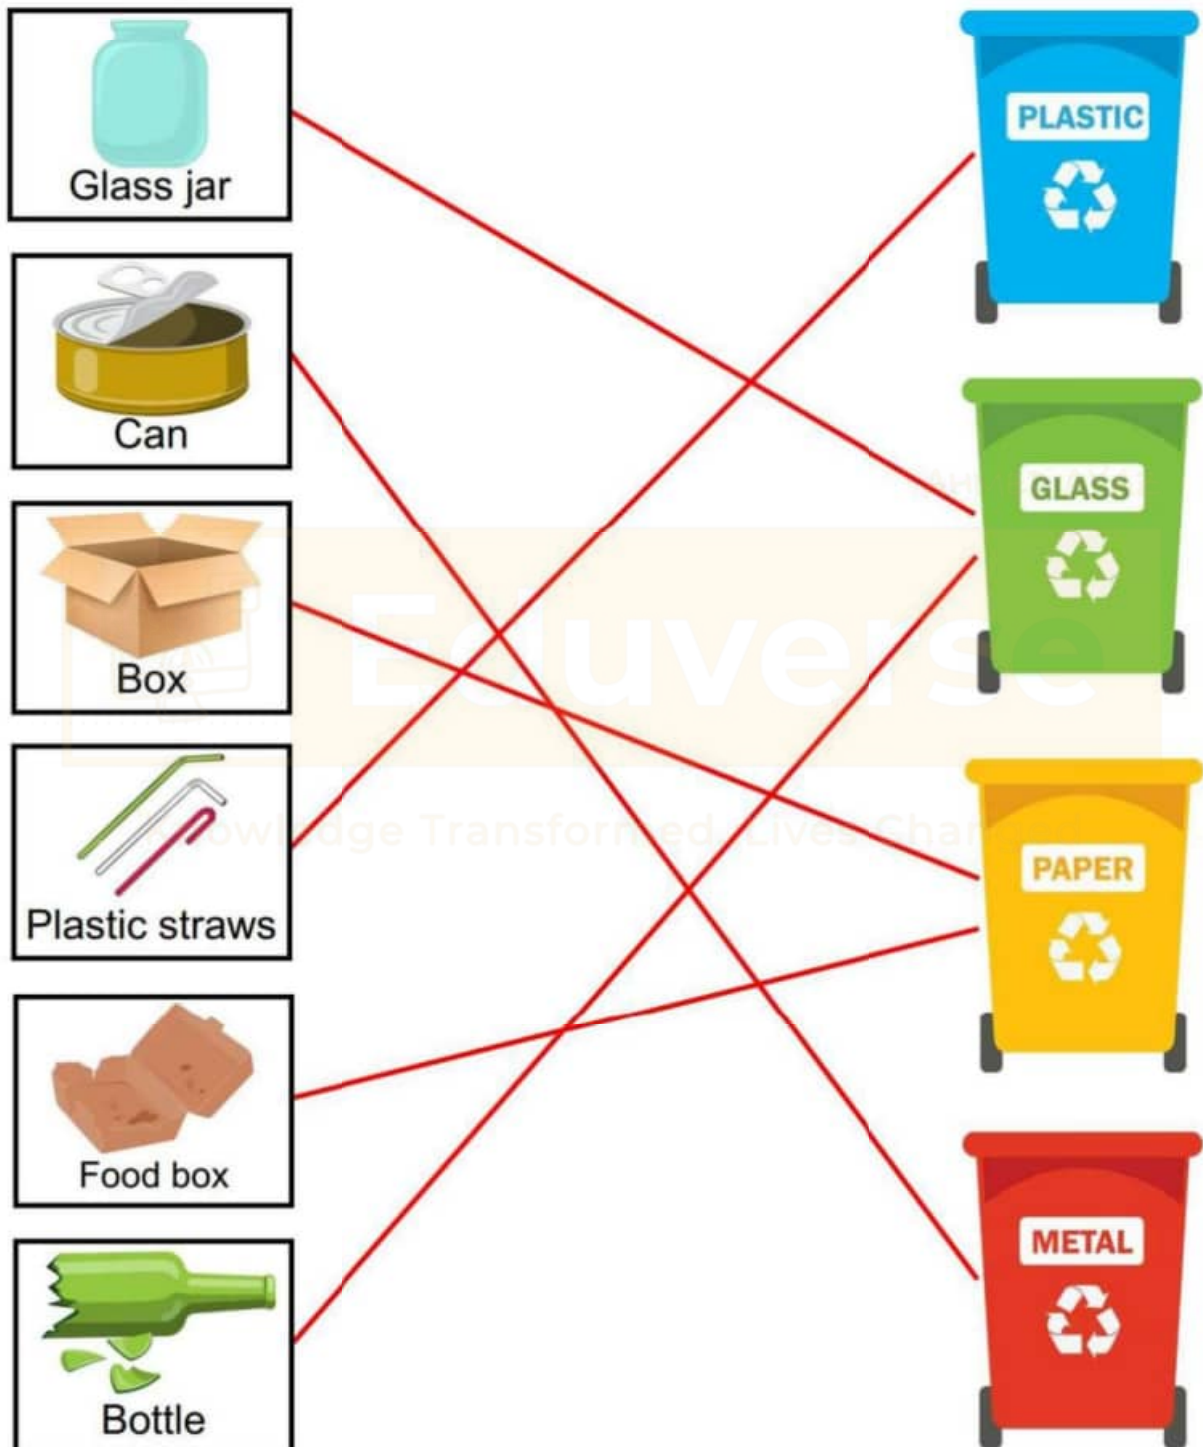 Glass jar
PLASTIC
Can
GLASS
Box
Eduverse
Plastic straws
Knowledge Transformed, Lives Changed
PAPER
Food box
METAL
Bottle